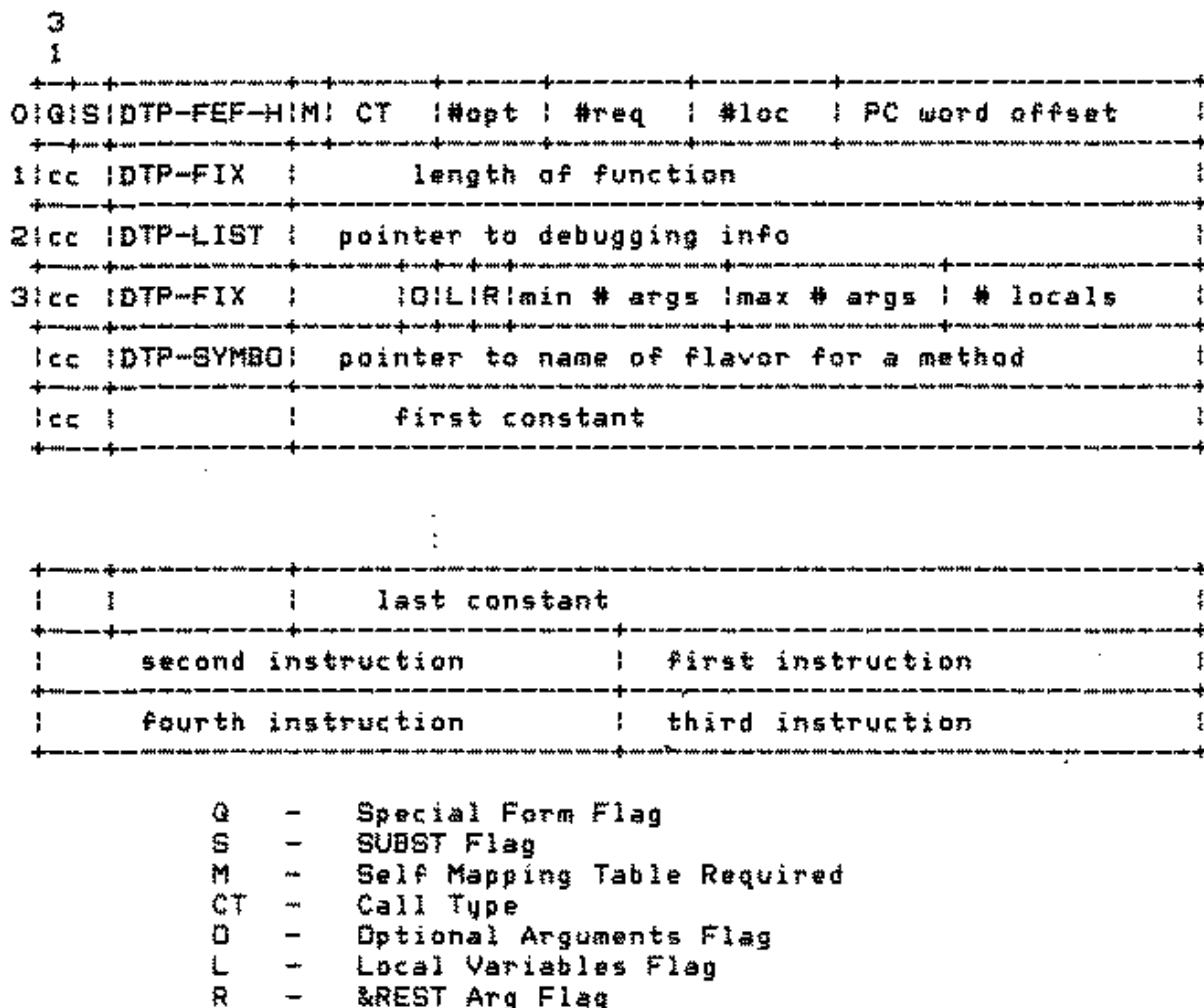 3
1
0|Q|S|DTP-FEF-H|M| CT |#opt | #req | #loc | PC word offset |
1|cc |DTP-FIX | length of function |
2|cc |DTP-LIST | pointer to debugging info |
3|cc |DTP-FIX | |O|L|R|min # args |max # args | # locals |
|cc |DTP-SYMBO| pointer to name of flavor for a method |
|cc | | first constant |
:
| | | last constant |
| second instruction | first instruction |
| fourth instruction | third instruction |
Q - Special Form Flag
S - SUBST Flag
M - Self Mapping Table Required
CT - Call Type
O - Optional Arguments Flag
L - Local Variables Flag
R - &REST Arg Flag